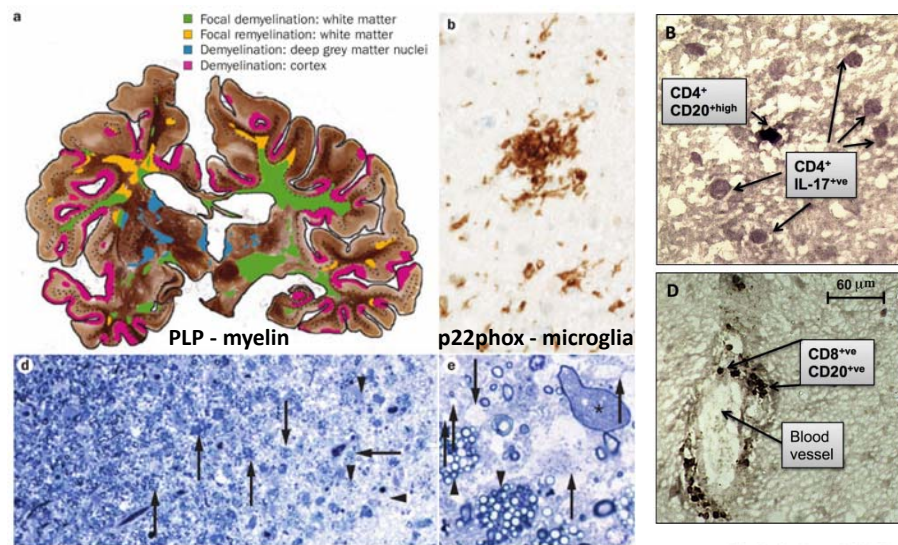 a
Focal demyelination: white matter
Focal remyelination: white matter
Demyelination: deep grey matter nuclei
Demyelination: cortex
PLP - myelin
b
p22phox - microglia
B
CD4+
CD20+high
CD4+
IL-17+ve
d
e
*
D
60 µm
CD8+ve
CD20+ve
Blood
vessel